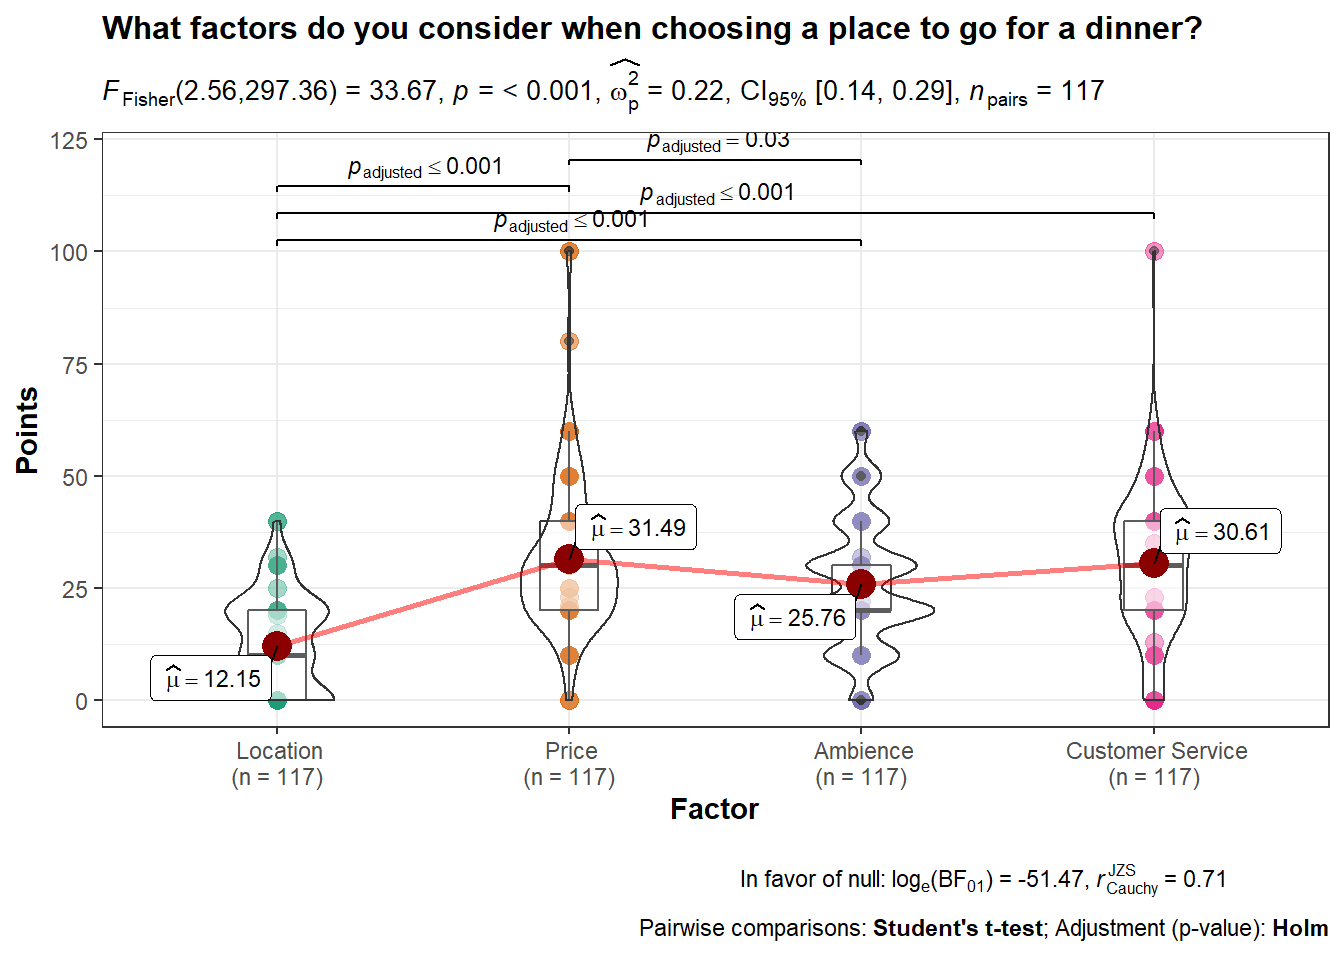 What factors do you consider when choosing a place to go for a dinner?
F Fisher(2.56,297.36) = 33.67, p = < 0.001, ω̂²p = 0.22, CI95% [0.14, 0.29], npairs = 117
125
padjusted = 0.03
padjusted ≤ 0.001
padjusted ≤ 0.001
padjusted ≤ 0.001
100
75
Points
50
25
0
μ̂ = 31.49
μ̂ = 30.61
μ̂ = 25.76
μ̂ = 12.15
Location Price Ambience Customer Service
(n = 117) (n = 117) (n = 117) (n = 117)
Factor
In favor of null: loge(BF01) = -51.47, rJZSCauchy = 0.71
Pairwise comparisons: Student's t-test; Adjustment (p-value): Holm